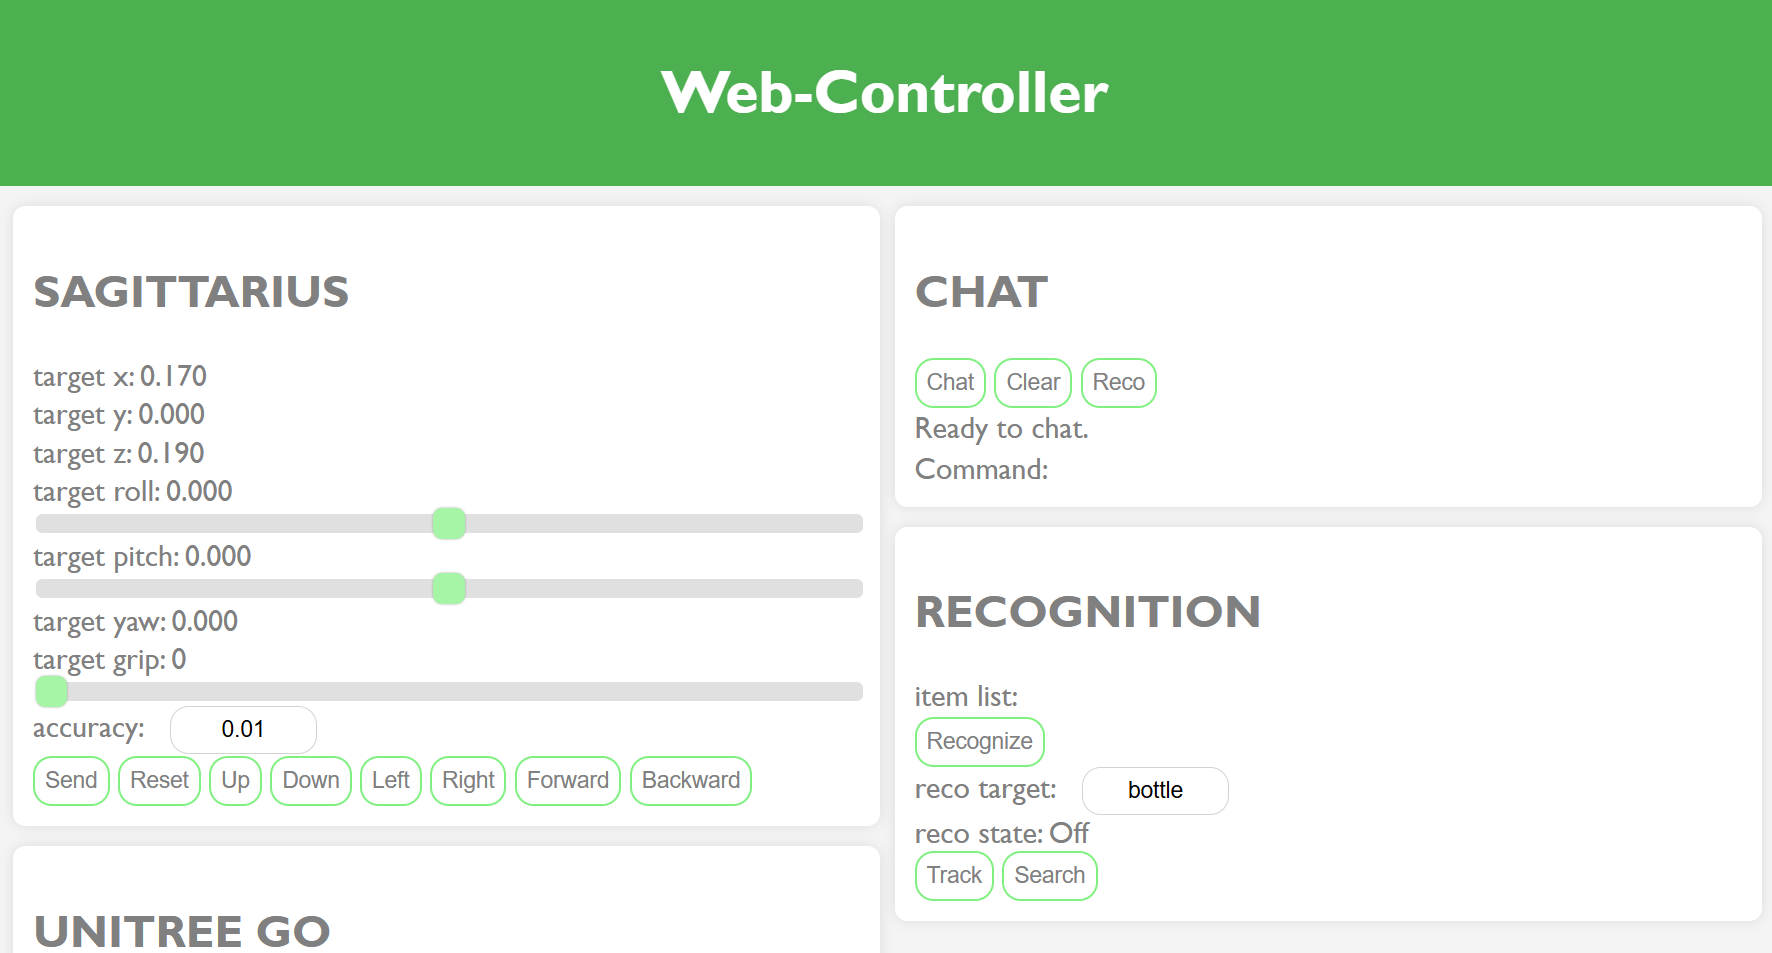 Web-Controller
SAGITTARIUS
target x: 0.170
target y: 0.000
target z: 0.190
target roll: 0.000
target pitch: 0.000
target yaw: 0.000
target grip: 0
accuracy: 0.01
Send Reset Up Down Left Right Forward Backward
UNITREE GO
CHAT
Chat Clear Reco
Ready to chat.
Command:
RECOGNITION
item list:
Recognize
reco target: bottle
reco state: Off
Track Search